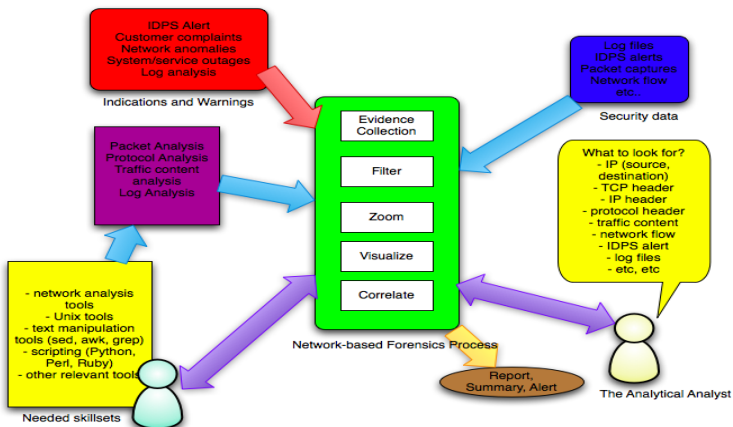 IDPS Alert
Customer complaints
Network anomalies
System/service outages
Log analysis
Indications and Warnings
Log files
IDPS alerts
Packet captures
Network flow
etc..
Security data
Packet Analysis
Protocol Analysis
Traffic content
analysis
Log Analysis
Evidence
Collection
Filter
Zoom
Visualize
Correlate
Network-based Forensics Process
What to look for?
- IP (source,
destination)
- TCP header
- IP header
- protocol header
- traffic content
- network flow
- IDPS alert
- log files
- etc, etc
The Analytical Analyst
- network analysis
tools
- Unix tools
- text manipulation
tools (sed, awk, grep)
- scripting (Python,
Perl, Ruby)
- other relevant tools
Needed skillsets
Report,
Summary, Alert